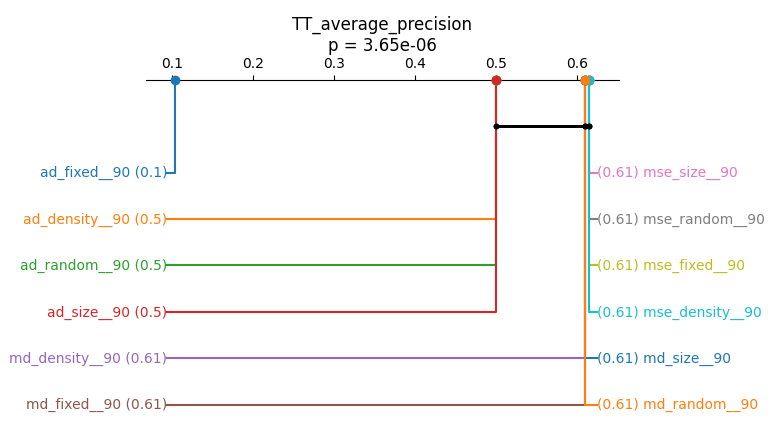 TT_average_precision
p = 3.65e-06
0.1 0.2 0.3 0.4 0.5 0.6
ad_fixed__90 (0.1) (0.61) mse_size__90
ad_density__90 (0.5) (0.61) mse_random__90
ad_random__90 (0.5) (0.61) mse_fixed__90
ad_size__90 (0.5) (0.61) mse_density__90
md_density__90 (0.61) (0.61) md_size__90
md_fixed__90 (0.61) (0.61) md_random__90